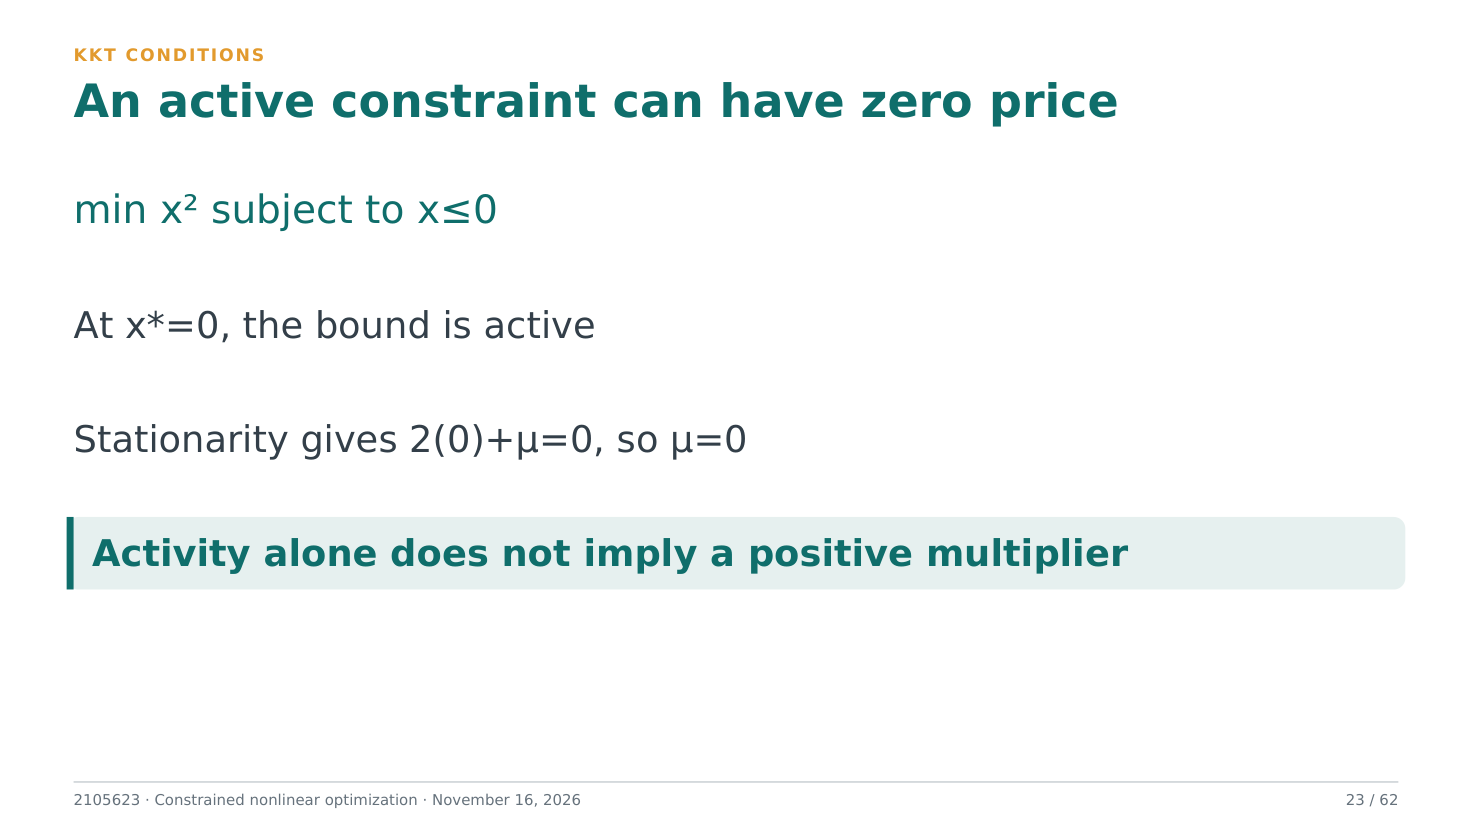 KKT CONDITIONS
An active constraint can have zero price
min x² subject to x≤0
At x*=0, the bound is active
Stationarity gives 2(0)+μ=0, so μ=0
Activity alone does not imply a positive multiplier
2105623 · Constrained nonlinear optimization · November 16, 2026
23 / 62